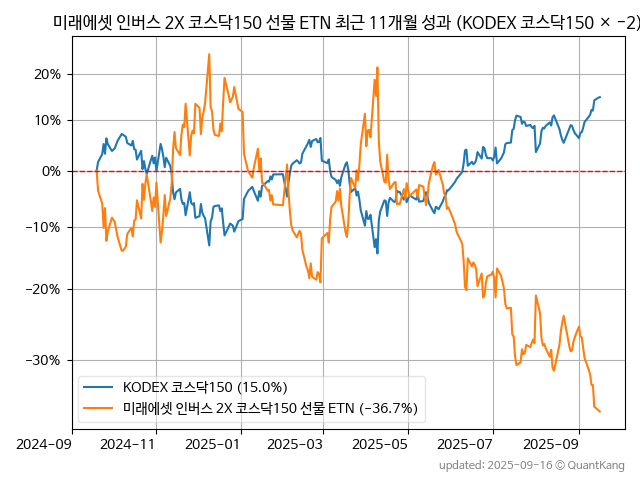 미래에셋 인버스 2X 코스닥150 선물 ETN 최근 11개월 성과 (KODEX 코스닥150 × −2)
20%
10%
0%
−10%
−20%
−30%
KODEX 코스닥150 (15.0%)
미래에셋 인버스 2X 코스닥150 선물 ETN (−36.7%)
2024-09 2024-11 2025-01 2025-03 2025-05 2025-07 2025-09
updated: 2025-09-16 © QuantKang